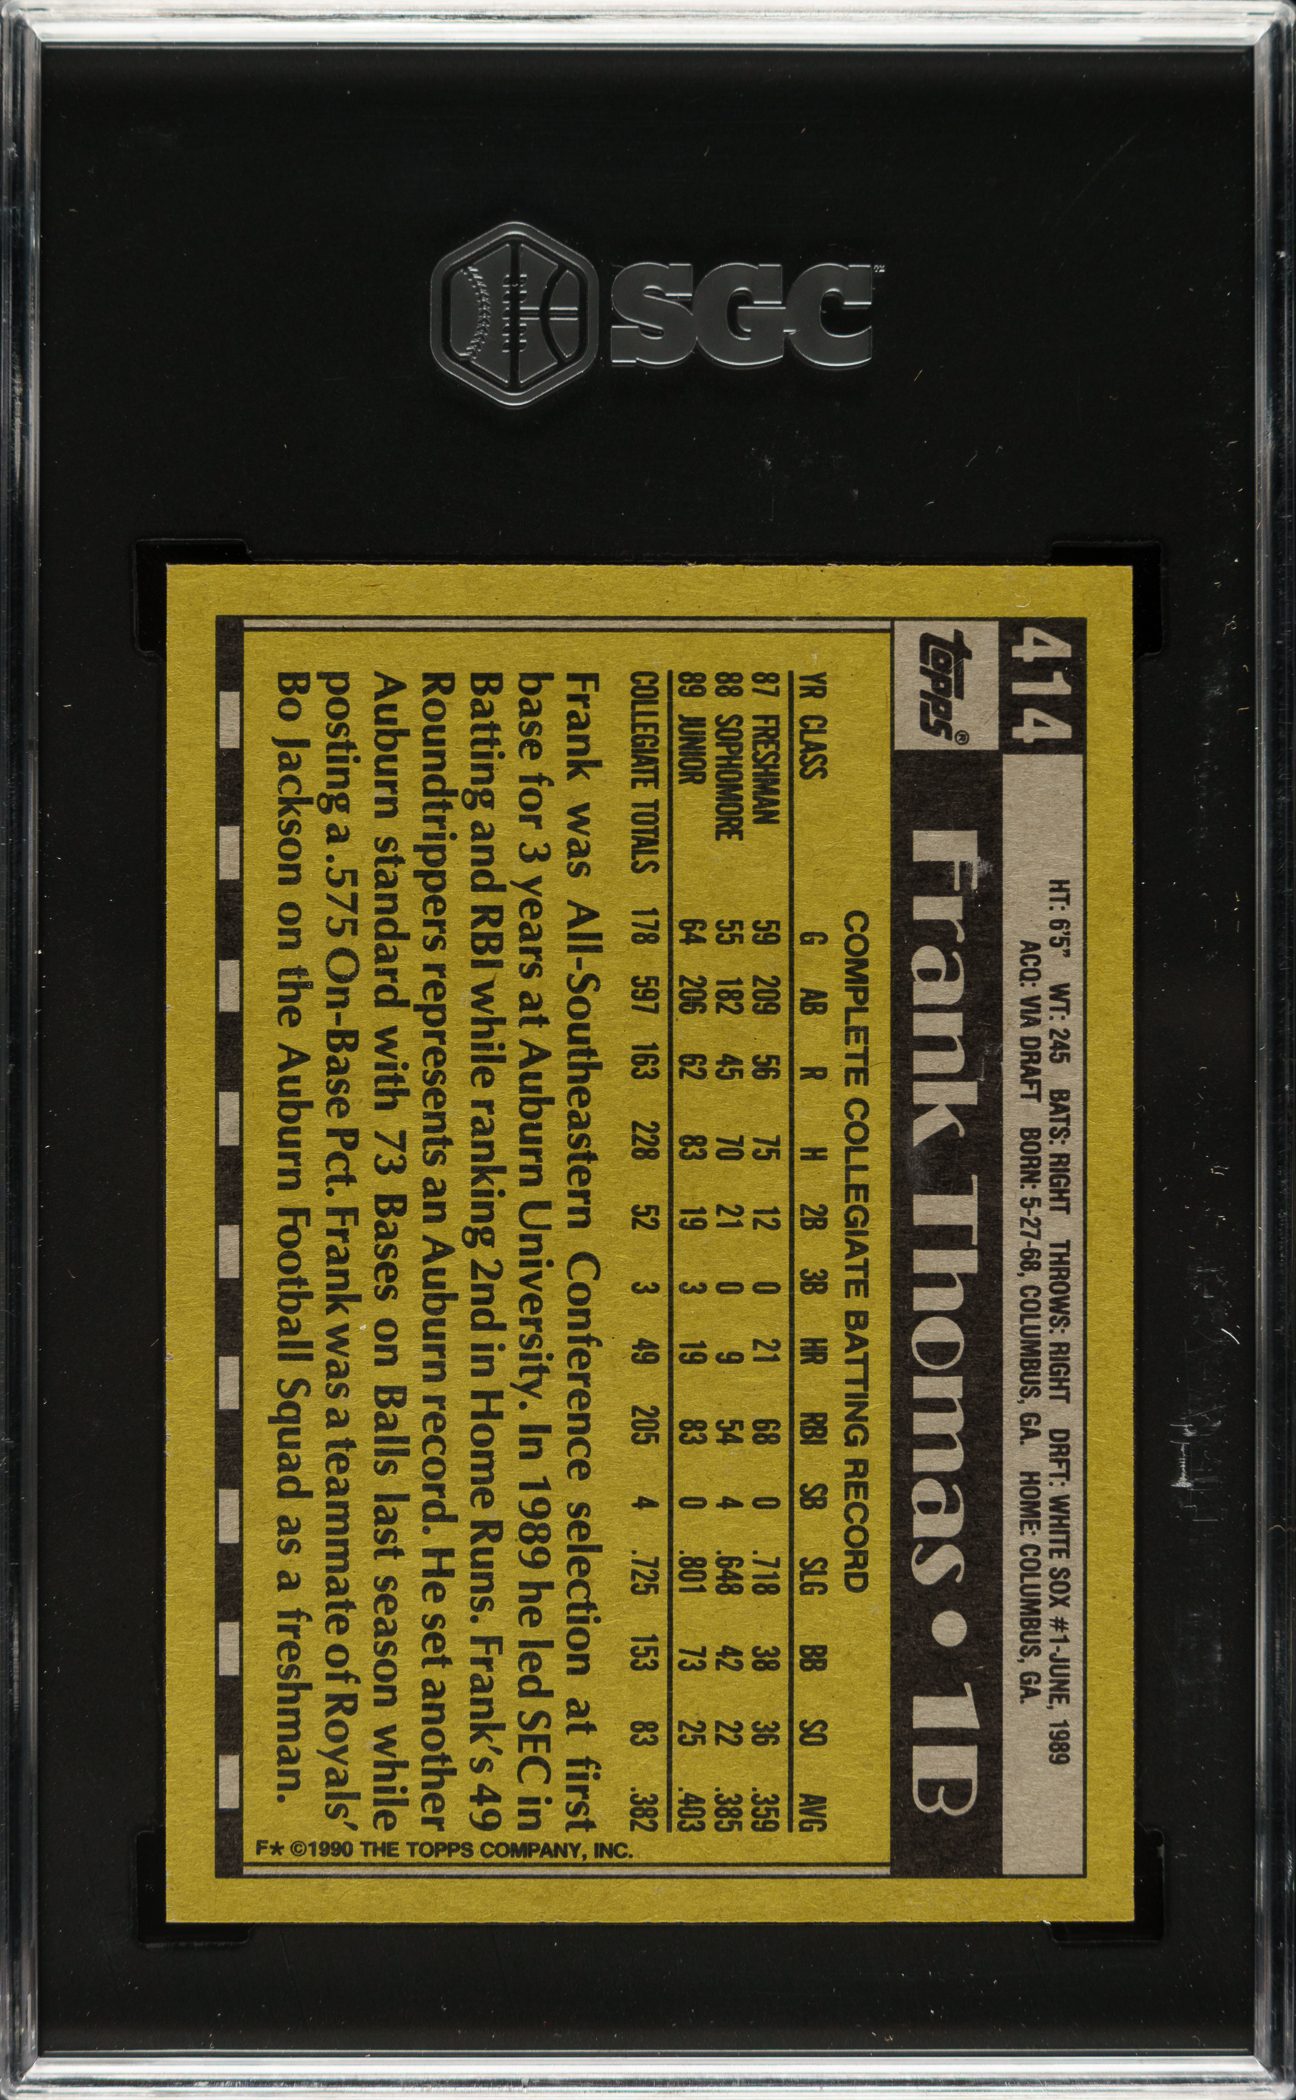 SGC
414
HT: 6'5" WT: 245 BATS: RIGHT THROWS: RIGHT DRFT: WHITE SOX #1-JUNE, 1989
ACQ: VIA DRAFT BORN: 5-27-68, COLUMBUS, GA. HOME: COLUMBUS, GA.
topps®
Frank Thomas • 1B
COMPLETE COLLEGIATE BATTING RECORD
YR CLASS G AB R H 2B 3B HR RBI SB SLG BB SO AVG
87 FRESHMAN 59 209 56 75 12 0 21 68 0 .718 38 36 .359
88 SOPHOMORE 55 182 45 70 21 0 9 54 4 .648 42 22 .385
89 JUNIOR 64 206 62 83 19 3 19 83 0 .801 73 25 .403
COLLEGIATE TOTALS 178 597 163 228 52 3 49 205 4 .725 153 83 .382
Frank was All-Southeastern Conference selection at first
base for 3 years at Auburn University. In 1989 he led SEC in
Batting and RBI while ranking 2nd in Home Runs. Frank's 49
Roundtrippers represents an Auburn record. He set another
Auburn standard with 73 Bases on Balls last season while
posting a .575 On-Base Pct. Frank was a teammate of Royals'
Bo Jackson on the Auburn Football Squad as a freshman.
F* ©1990 THE TOPPS COMPANY, INC.